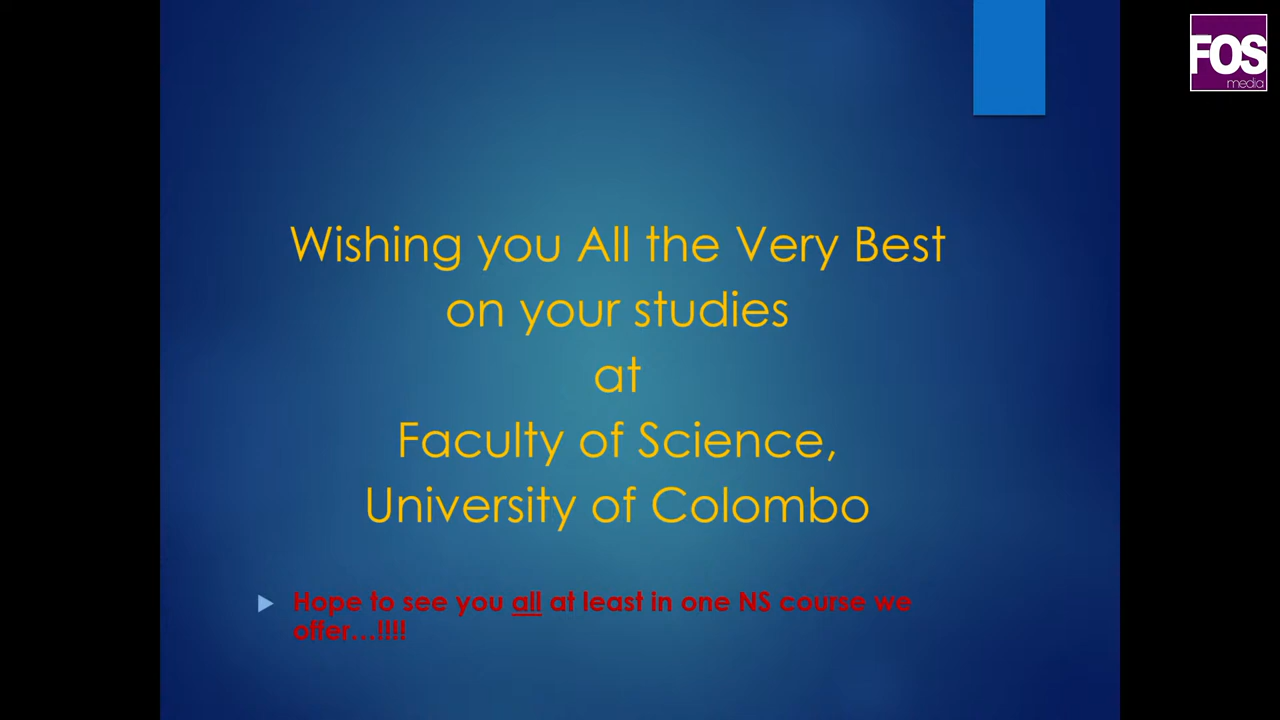 FOS
media
Wishing you All the Very Best
on your studies
at
Faculty of Science,
University of Colombo
Hope to see you all at least in one NS course we
offer...!!!!